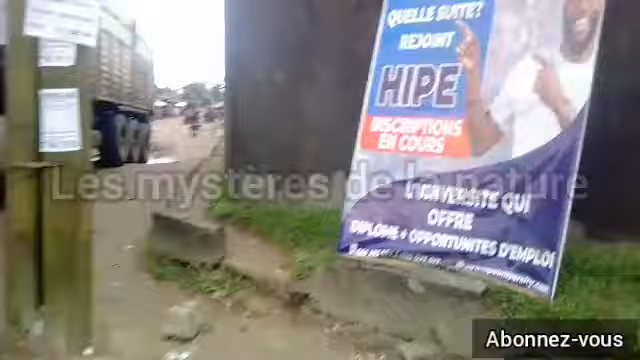 QUELLE SUITE?
REJOINT
HIPE
INSCRIPTIONS
EN COURS
Les mystères de la nature
L'UNIVERSITE QUI
OFFRE
DIPLOME + OPPORTUNITES D'EMPLOI
Abonnez-vous